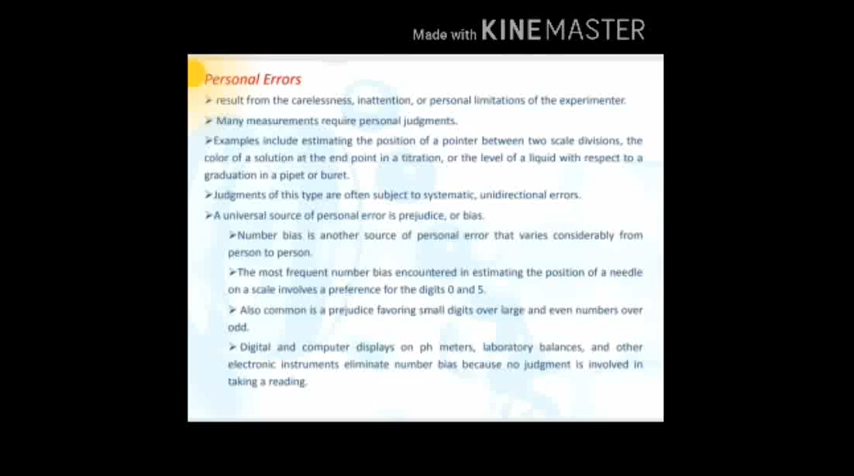 Made with KINEMASTER
Personal Errors
➢ result from the carelessness, inattention, or personal limitations of the experimenter.
➢ Many measurements require personal judgments.
➢Examples include estimating the position of a pointer between two scale divisions, the
color of a solution at the end point in a titration, or the level of a liquid with respect to a
graduation in a pipet or buret.
➢Judgments of this type are often subject to systematic, unidirectional errors.
➢A universal source of personal error is prejudice, or bias.
➢Number bias is another source of personal error that varies considerably from
person to person.
➢The most frequent number bias encountered in estimating the position of a needle
on a scale involves a preference for the digits 0 and 5.
➢ Also common is a prejudice favoring small digits over large and even numbers over
odd.
➢ Digital and computer displays on ph meters, laboratory balances, and other
electronic instruments eliminate number bias because no judgment is involved in
taking a reading.